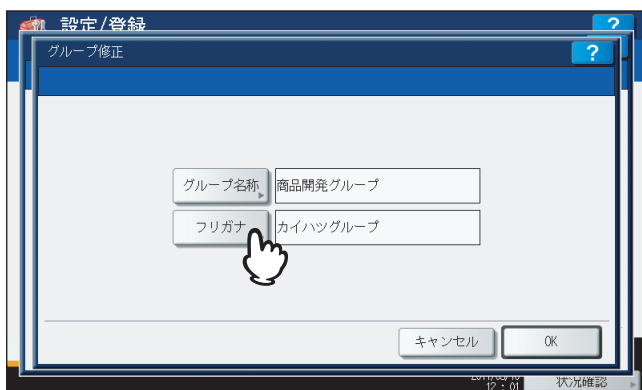 設定/登録
?
グループ修正
?
グループ名称
商品開発グループ
フリガナ
カイハツグループ
キャンセル
OK
12:01
状況確認